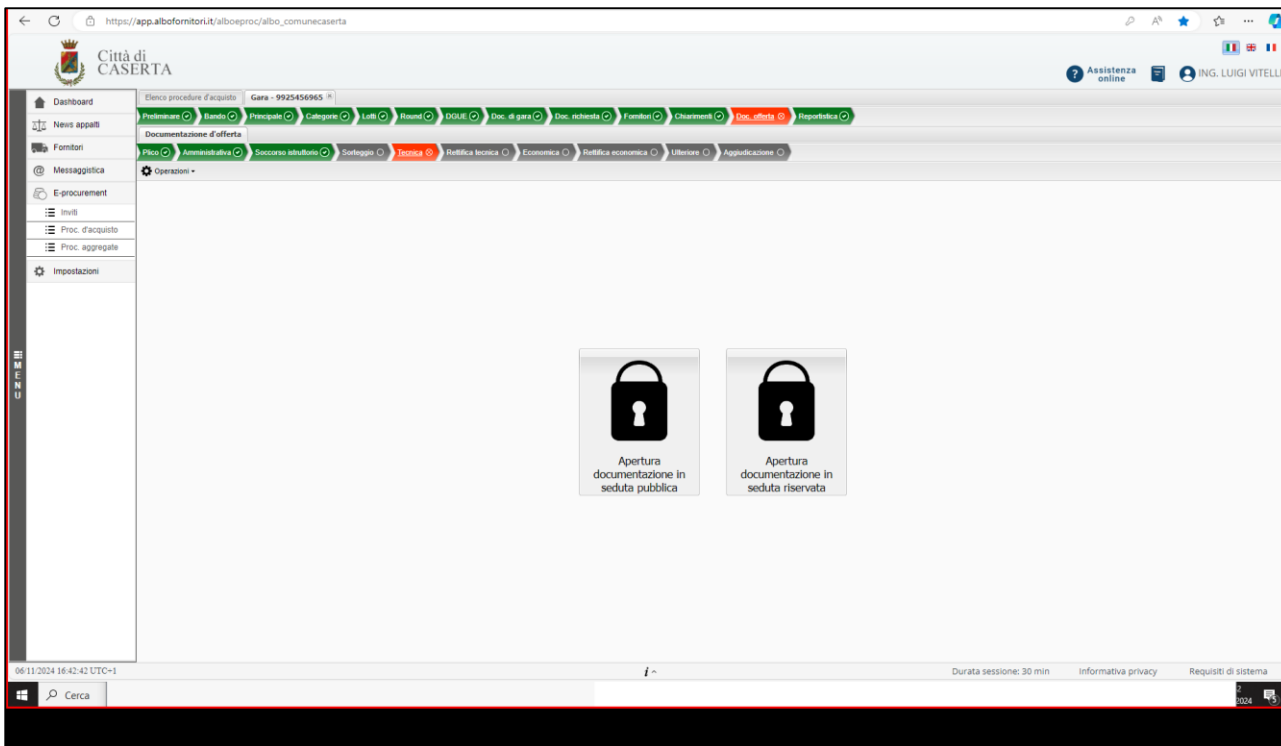 https://app.albofornitori.it/alboeproc/albo_comunecaserta
Città di
CASERTA
Assistenza
online
ING. LUIGI VITELLI
Dashboard
News appalti
Fornitori
Messaggistica
E-procurement
Inviti
Proc. d'acquisto
Proc. aggregate
Impostazioni
MENU
Elenco procedure d'acquisto Gara - 9925456965
Preliminare Bando Principale Categorie Lotti Round DGUE Doc. di gara Doc. richiesta Fornitori Chiarimenti Doc. offerta Reportistica
Documentazione d'offerta
Plico Amministrativa Soccorso istruttorio Sorteggio Tecnica Rettifica tecnica Economica Rettifica economica Ulteriore Aggiudicazione
Operazioni
Apertura
documentazione in
seduta pubblica
Apertura
documentazione in
seduta riservata
06/11/2024 16:42:42 UTC+1
Durata sessione: 30 min Informativa privacy Requisiti di sistema
Cerca
2
2024